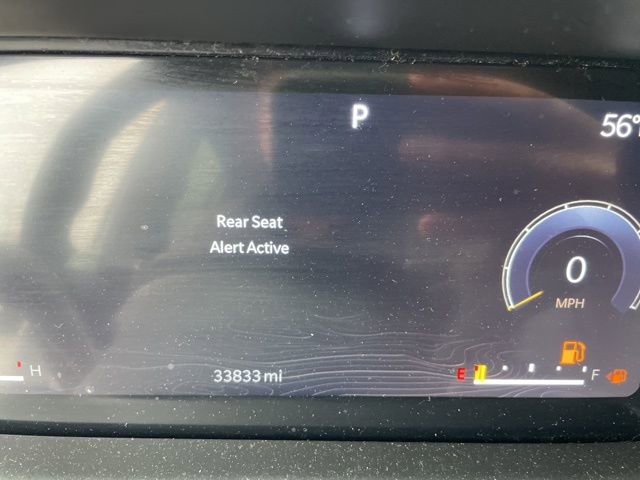 P
56°
Rear Seat
Alert Active
0
MPH
H
33833 mi
E
F